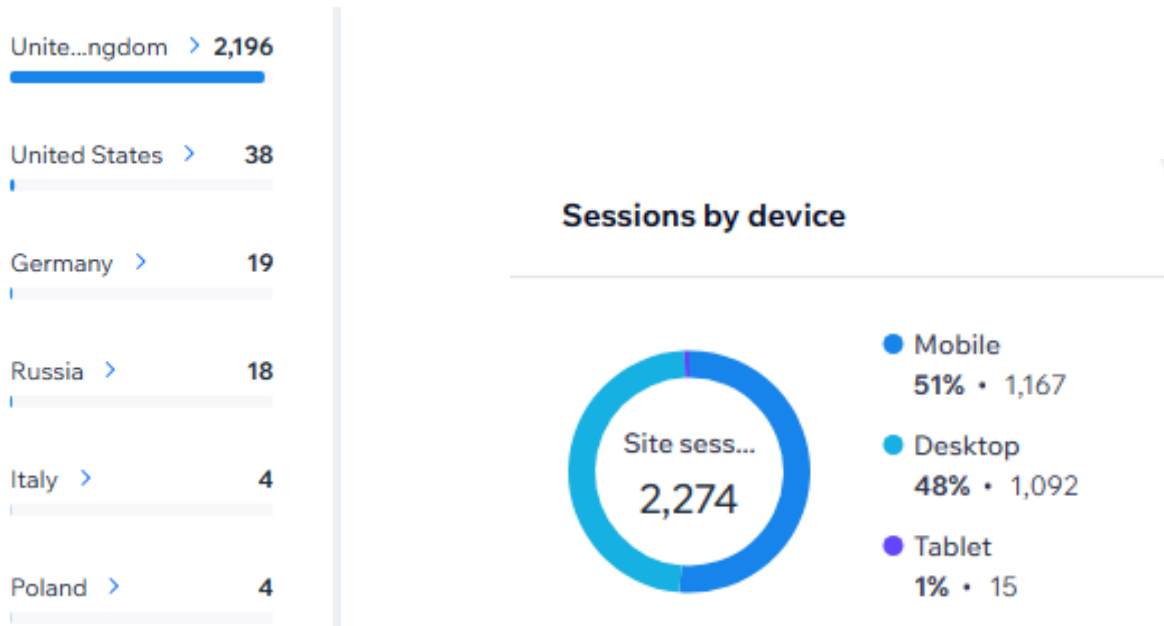 Unite...ngdom > 2,196
United States > 38
Germany > 19
Russia > 18
Italy > 4
Poland > 4
Sessions by device
Site sess...
2,274
Mobile
51% • 1,167
Desktop
48% • 1,092
Tablet
1% • 15